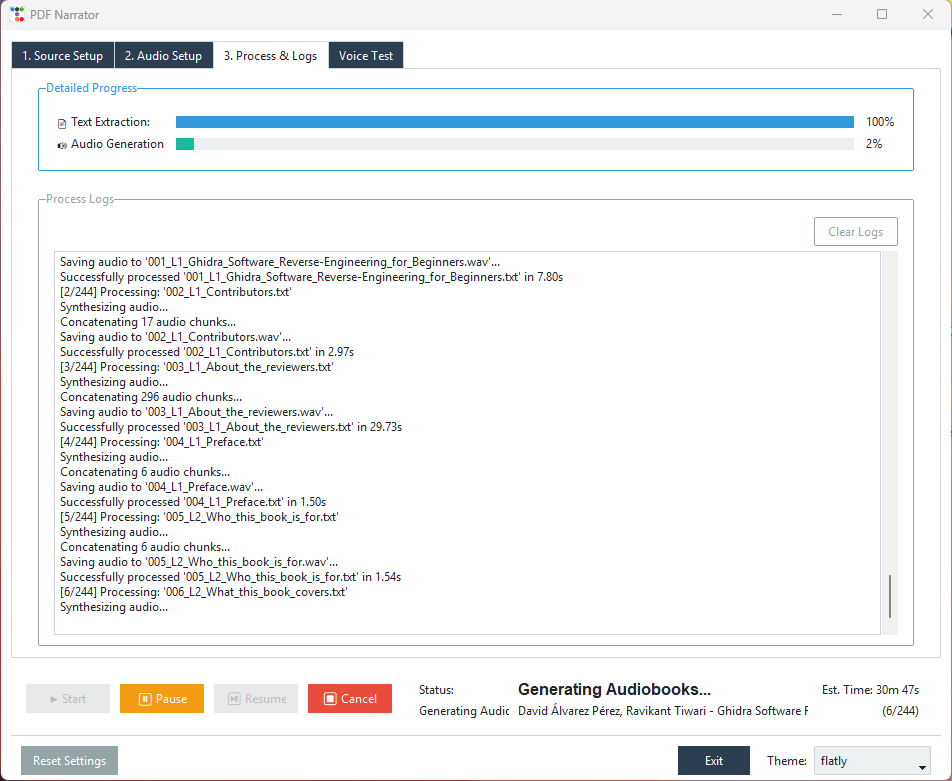 PDF Narrator
1. Source Setup
2. Audio Setup
3. Process & Logs
Voice Test
Detailed Progress
Text Extraction:
100%
Audio Generation
2%
Process Logs
Clear Logs
Saving audio to '001_L1_Ghidra_Software_Reverse-Engineering_for_Beginners.wav'...
Successfully processed '001_L1_Ghidra_Software_Reverse-Engineering_for_Beginners.txt' in 7.80s
[2/244] Processing: '002_L1_Contributors.txt'
Synthesizing audio...
Concatenating 17 audio chunks...
Saving audio to '002_L1_Contributors.wav'...
Successfully processed '002_L1_Contributors.txt' in 2.97s
[3/244] Processing: '003_L1_About_the_reviewers.txt'
Synthesizing audio...
Concatenating 296 audio chunks...
Saving audio to '003_L1_About_the_reviewers.wav'...
Successfully processed '003_L1_About_the_reviewers.txt' in 29.73s
[4/244] Processing: '004_L1_Preface.txt'
Synthesizing audio...
Concatenating 6 audio chunks...
Saving audio to '004_L1_Preface.wav'...
Successfully processed '004_L1_Preface.txt' in 1.50s
[5/244] Processing: '005_L2_Who_this_book_is_for.txt'
Synthesizing audio...
Concatenating 6 audio chunks...
Saving audio to '005_L2_Who_this_book_is_for.wav'...
Successfully processed '005_L2_Who_this_book_is_for.txt' in 1.54s
[6/244] Processing: '006_L2_What_this_book_covers.txt'
Synthesizing audio...
Start
Pause
Resume
Cancel
Status:
Generating Audiobooks...
Est. Time: 30m 47s
Generating Audic
David Álvarez Pérez, Ravikant Tiwari - Ghidra Software F
(6/244)
Reset Settings
Exit
Theme:
flatly